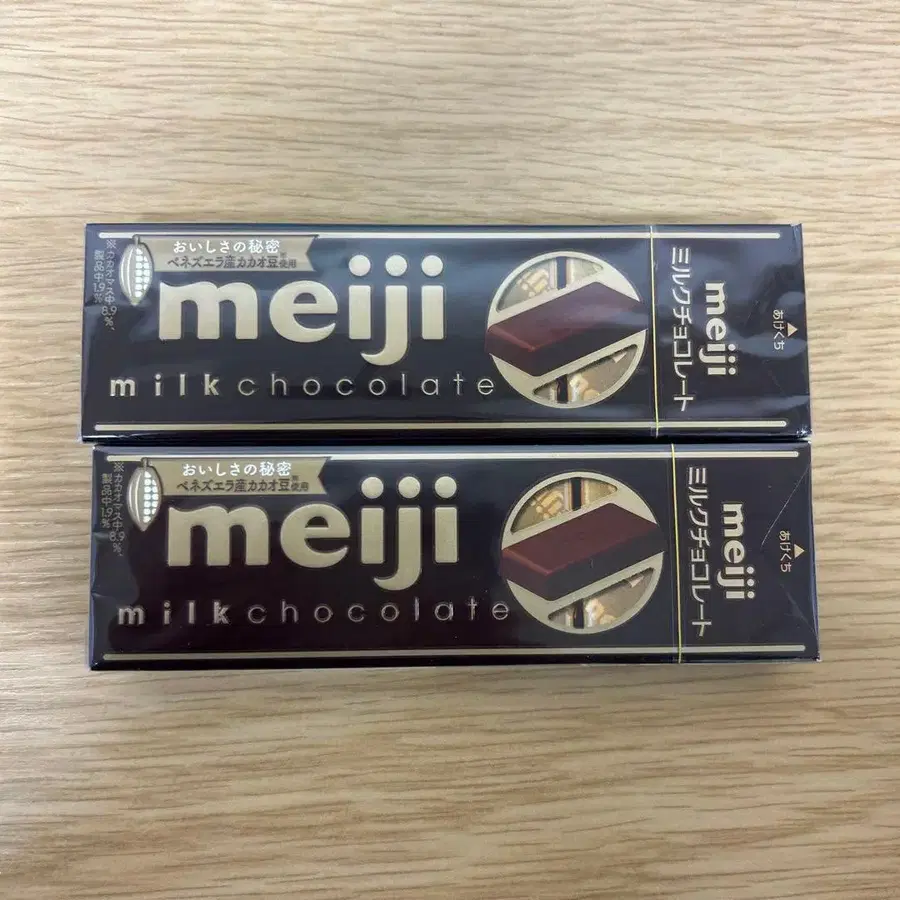 おいしさの秘密
ベネズエラ産カカオ豆※使用
※カカオマス中8.9%、
製品中1.9%
meiji
milk chocolate
meiji
ミルクチョコレート
あけくち
おいしさの秘密
ベネズエラ産カカオ豆※使用
※カカオマス中8.9%、
製品中1.9%
meiji
milk chocolate
meiji
ミルクチョコレート
あけくち